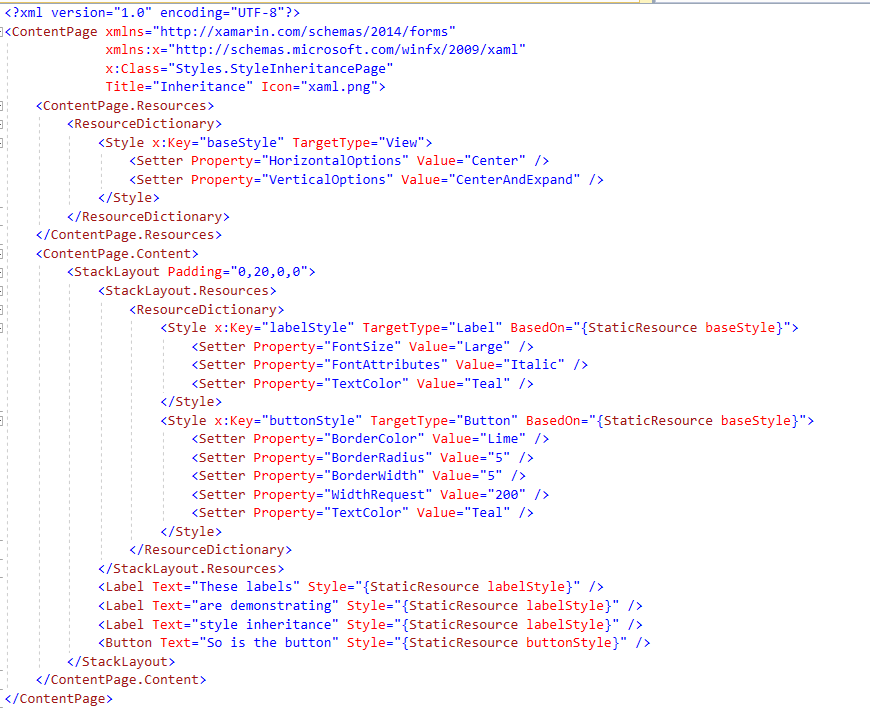 <?xml version="1.0" encoding="UTF-8"?>
<ContentPage xmlns="http://xamarin.com/schemas/2014/forms"
             xmlns:x="http://schemas.microsoft.com/winfx/2009/xaml"
             x:Class="Styles.StyleInheritancePage"
             Title="Inheritance" Icon="xaml.png">
    <ContentPage.Resources>
        <ResourceDictionary>
            <Style x:Key="baseStyle" TargetType="View">
                <Setter Property="HorizontalOptions" Value="Center" />
                <Setter Property="VerticalOptions" Value="CenterAndExpand" />
            </Style>
        </ResourceDictionary>
    </ContentPage.Resources>
    <ContentPage.Content>
        <StackLayout Padding="0,20,0,0">
            <StackLayout.Resources>
                <ResourceDictionary>
                    <Style x:Key="labelStyle" TargetType="Label" BasedOn="{StaticResource baseStyle}">
                        <Setter Property="FontSize" Value="Large" />
                        <Setter Property="FontAttributes" Value="Italic" />
                        <Setter Property="TextColor" Value="Teal" />
                    </Style>
                    <Style x:Key="buttonStyle" TargetType="Button" BasedOn="{StaticResource baseStyle}">
                        <Setter Property="BorderColor" Value="Lime" />
                        <Setter Property="BorderRadius" Value="5" />
                        <Setter Property="BorderWidth" Value="5" />
                        <Setter Property="WidthRequest" Value="200" />
                        <Setter Property="TextColor" Value="Teal" />
                    </Style>
                </ResourceDictionary>
            </StackLayout.Resources>
            <Label Text="These labels" Style="{StaticResource labelStyle}" />
            <Label Text="are demonstrating" Style="{StaticResource labelStyle}" />
            <Label Text="style inheritance" Style="{StaticResource labelStyle}" />
            <Button Text="So is the button" Style="{StaticResource buttonStyle}" />
        </StackLayout>
    </ContentPage.Content>
</ContentPage>